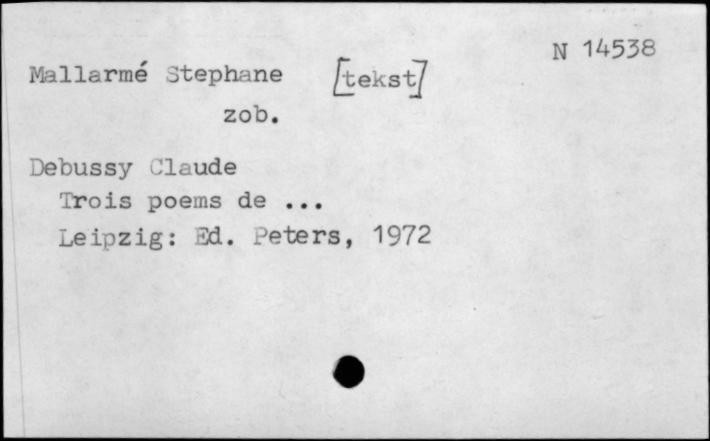 N 14538
Mallarmé Stephane [tekst]
zob.
Debussy Claude
Trois poems de ...
Leipzig: Ed. Peters, 1972